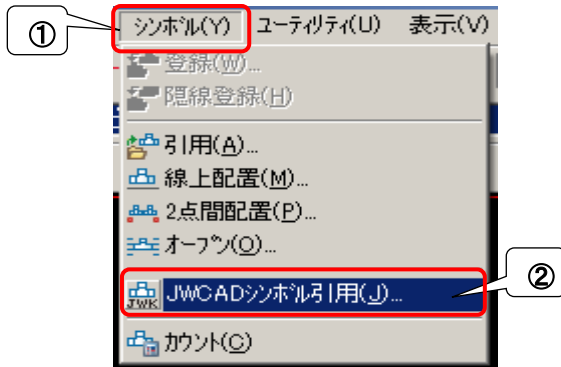 ①
シンボル(Y) ユーティリティ(U) 表示(V)
登録(W)...
隠線登録(H)
引用(A)...
線上配置(M)...
2点間配置(P)...
オープン(O)...
JWK JWCADシンボル引用(J)...
②
カウント(C)